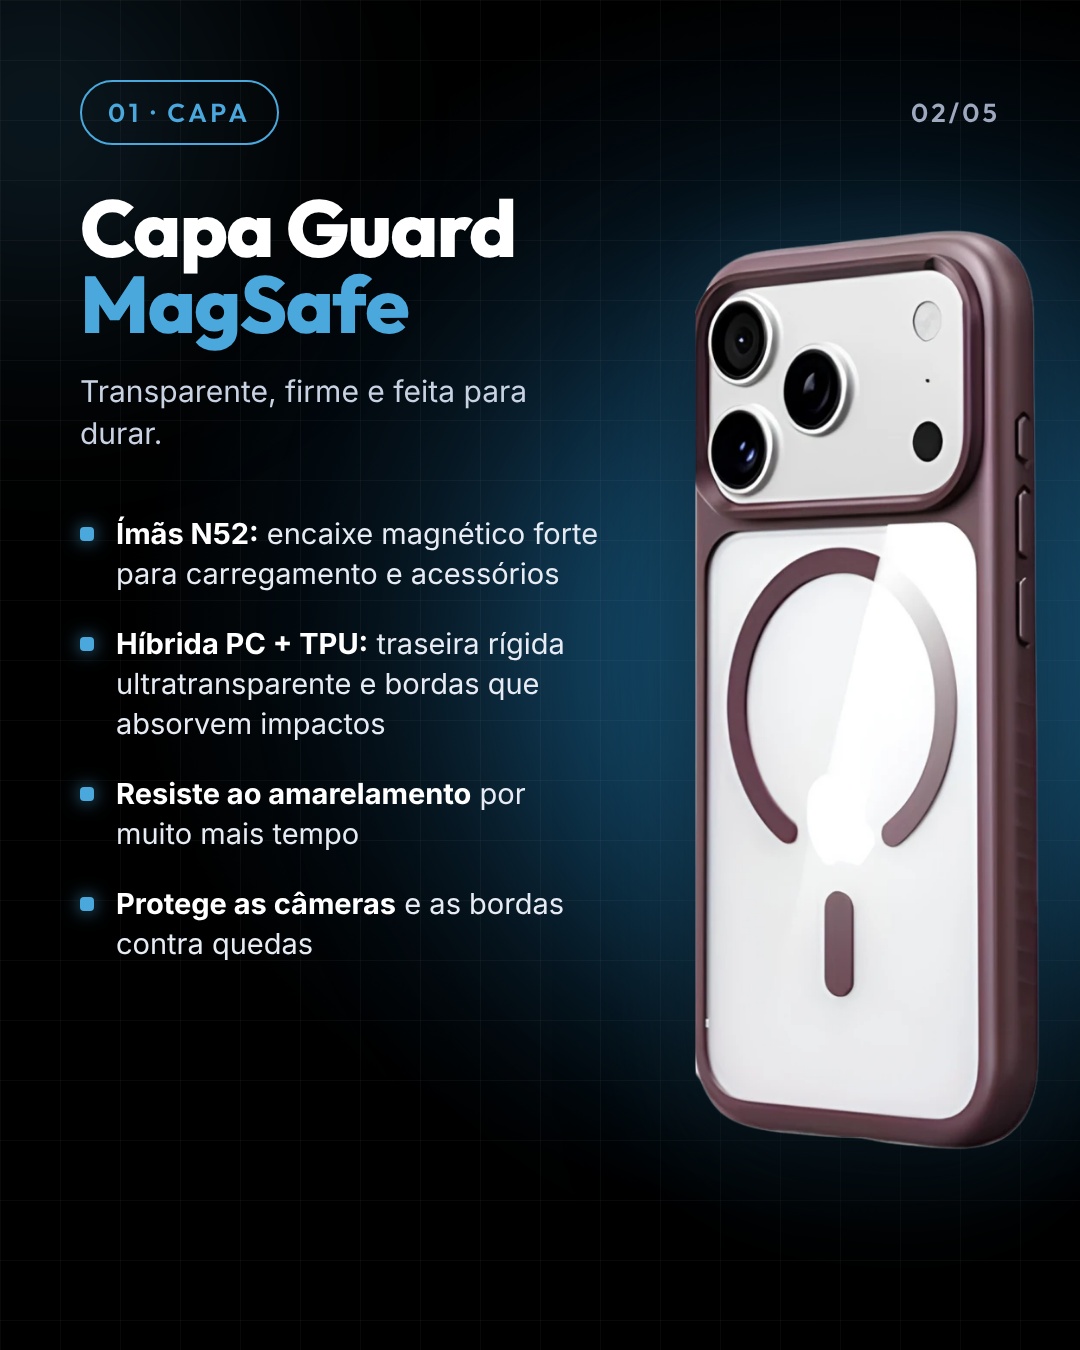 01 · CAPA
02/05
Capa Guard
MagSafe
Transparente, firme e feita para
durar.
Ímãs N52: encaixe magnético forte
para carregamento e acessórios
Híbrida PC + TPU: traseira rígida
ultratransparente e bordas que
absorvem impactos
Resiste ao amarelamento por
muito mais tempo
Protege as câmeras e as bordas
contra quedas